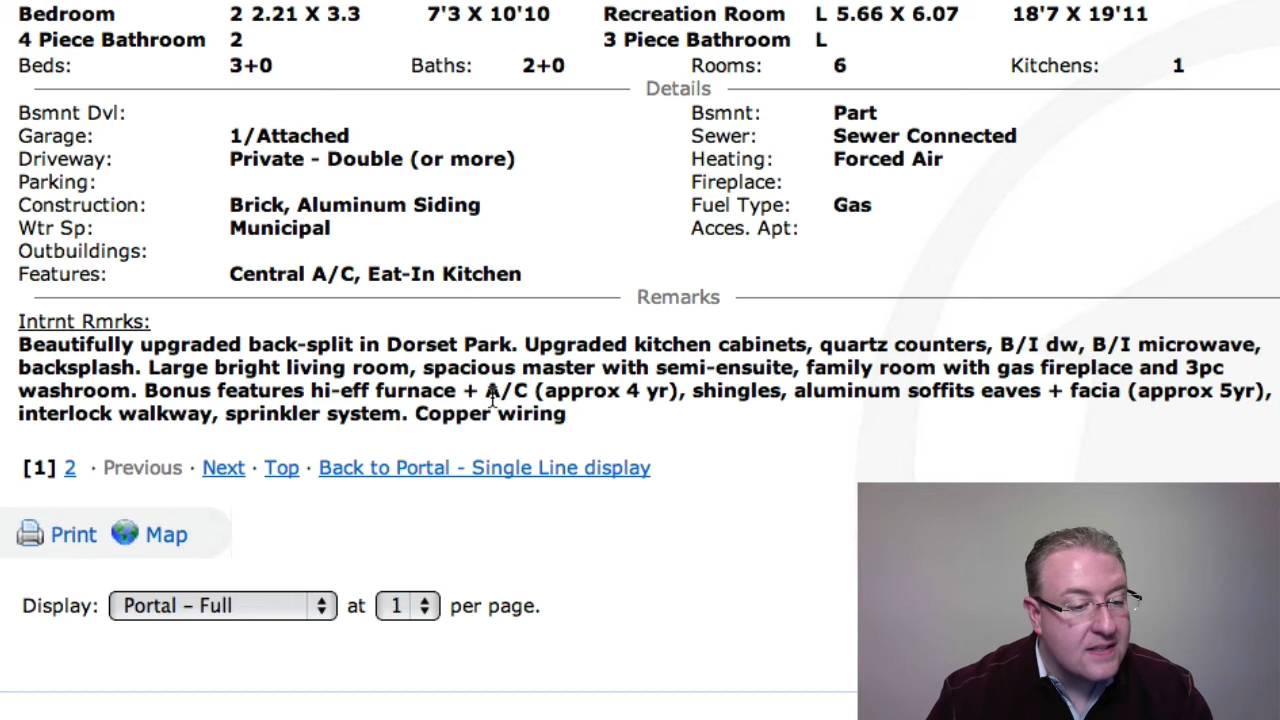 Bedroom 2 2.21 X 3.3 7'3 X 10'10 Recreation Room L 5.66 X 6.07 18'7 X 19'11
4 Piece Bathroom 2 3 Piece Bathroom L
Beds: 3+0 Baths: 2+0 Rooms: 6 Kitchens: 1
Details
Bsmnt Dvl: Bsmnt: Part
Garage: 1/Attached Sewer: Sewer Connected
Driveway: Private - Double (or more) Heating: Forced Air
Parking: Fireplace:
Construction: Brick, Aluminum Siding Fuel Type: Gas
Wtr Sp: Municipal Acces. Apt:
Outbuildings:
Features: Central A/C, Eat-In Kitchen
Remarks
Intrnt Rmrks:
Beautifully upgraded back-split in Dorset Park. Upgraded kitchen cabinets, quartz counters, B/I dw, B/I microwave,
backsplash. Large bright living room, spacious master with semi-ensuite, family room with gas fireplace and 3pc
washroom. Bonus features hi-eff furnace + A/C (approx 4 yr), shingles, aluminum soffits eaves + facia (approx 5yr),
interlock walkway, sprinkler system. Copper wiring
[1] 2 · Previous · Next · Top · Back to Portal - Single Line display
Print Map
Display: Portal - Full at 1 per page.